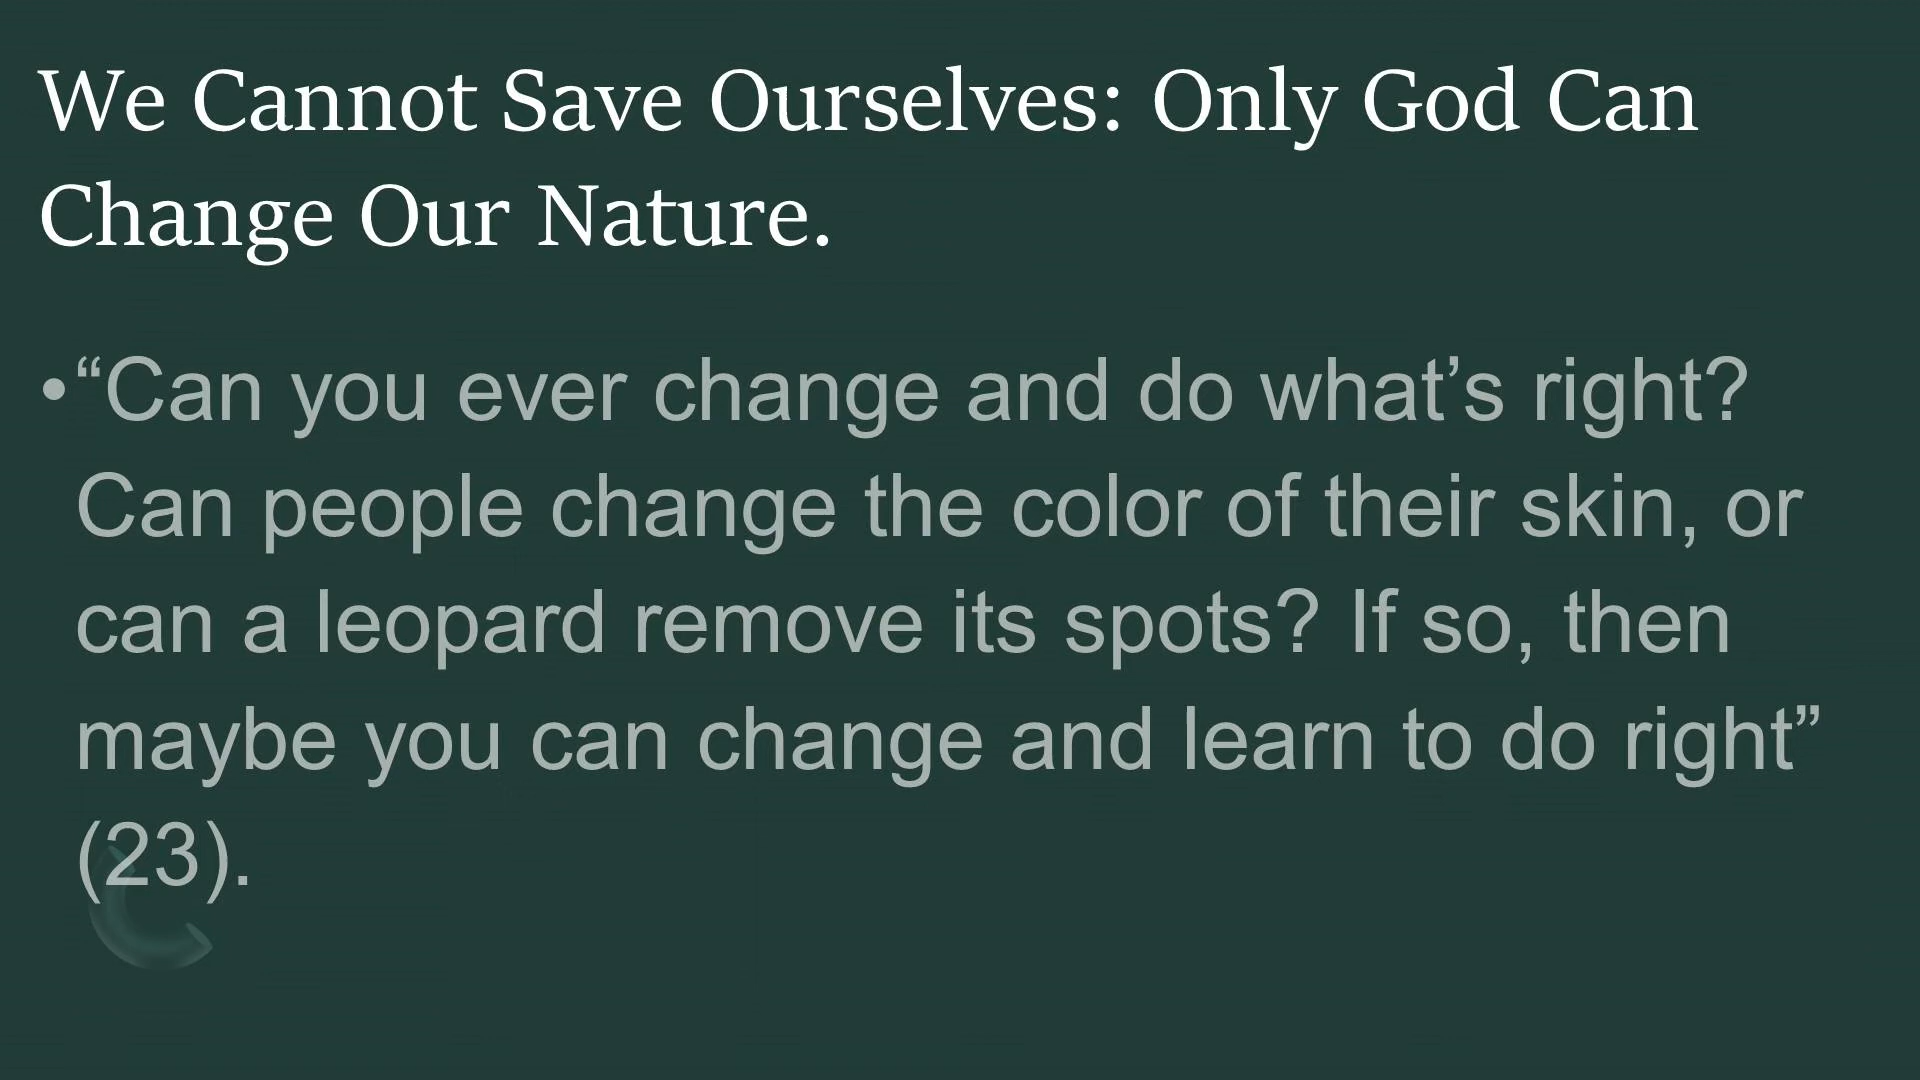 We Cannot Save Ourselves: Only God Can
Change Our Nature.
•“Can you ever change and do what’s right?
Can people change the color of their skin, or
can a leopard remove its spots? If so, then
maybe you can change and learn to do right”
(23).